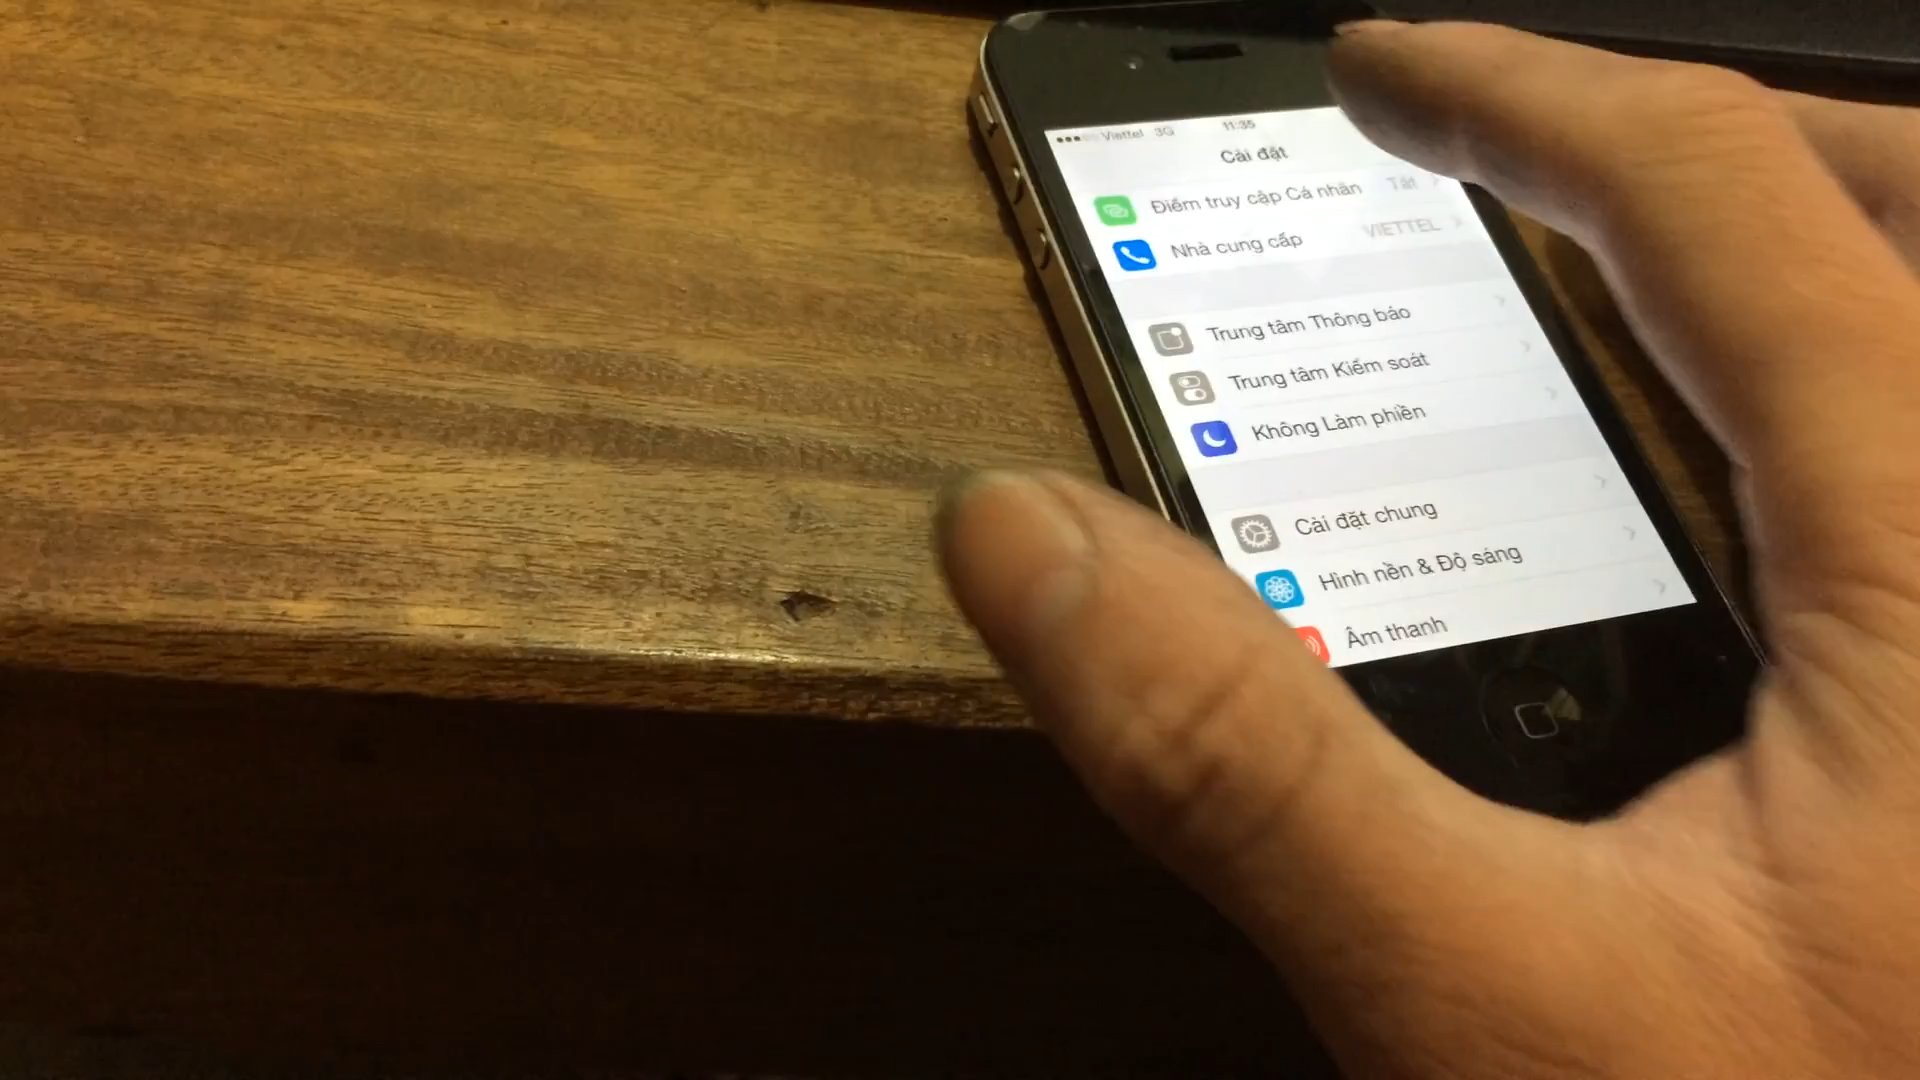 Viettel 3G 11:35
Cài đặt
Điểm truy cập Cá nhân Tắt
Nhà cung cấp VIETTEL
Trung tâm Thông báo
Trung tâm Kiểm soát
Không Làm phiền
Cài đặt chung
Hình nền & Độ sáng
Âm thanh